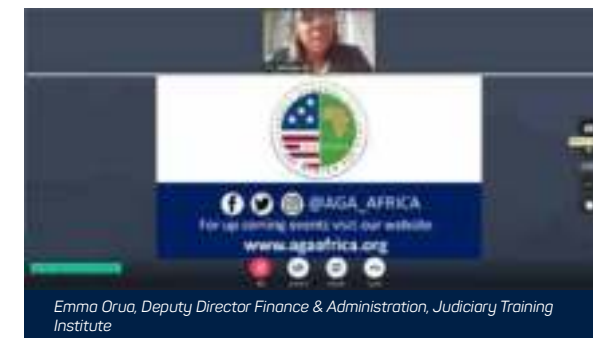 @AGA_AFRICA
For up coming events visit our website
www.agaafrica.org
Emma Orua, Deputy Director Finance & Administration, Judiciary Training
Institute